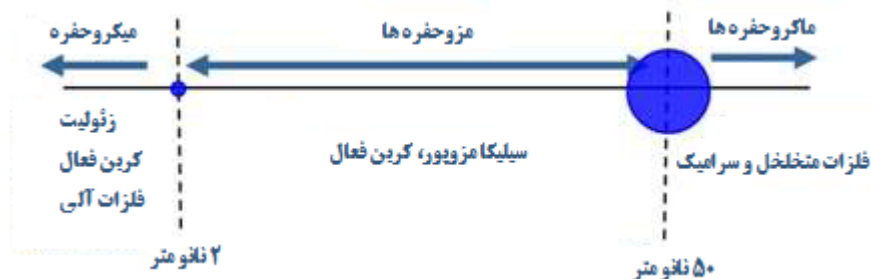 ماکروحفره ها
مزوحفره ها
میکروحفره
زئولیت
کربن فعال
فلزات آلی
سیلیکا مزوپور، کربن فعال
فلزات متخلخل و سرامیک
۲ نانو متر
۵۰ نانو متر